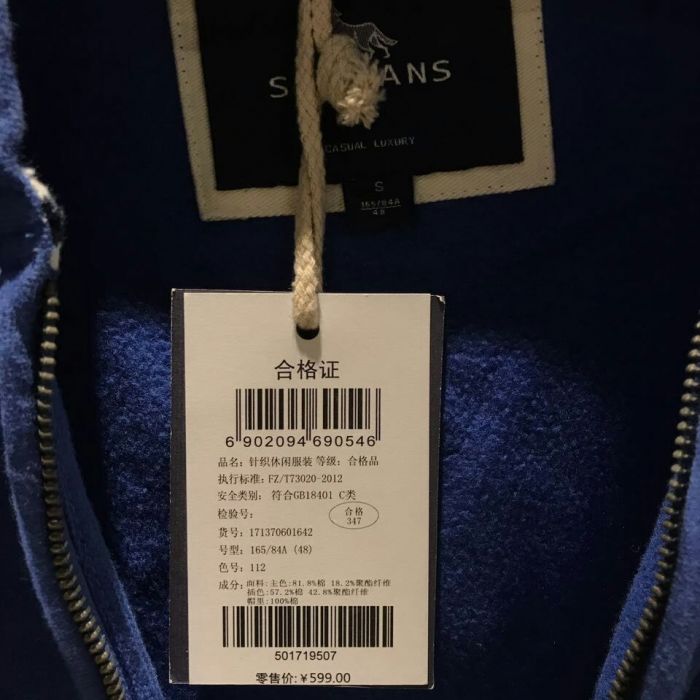 CASUAL LUXURY
S
165/84A
48
合格证
6 902094 690546
品名: 针织休闲服装 等级: 合格品
执行标准: FZ/T73020-2012
安全类别: 符合GB18401 C类
检验号: 合格
347
货号: 171370601642
号型: 165/84A (48)
色号: 112
成分: 面料:主色:81.8%棉 18.2%聚酯纤维
插色:57.2%棉 42.8%聚酯纤维
帽里:100%棉
501719507
零售价:￥599.00